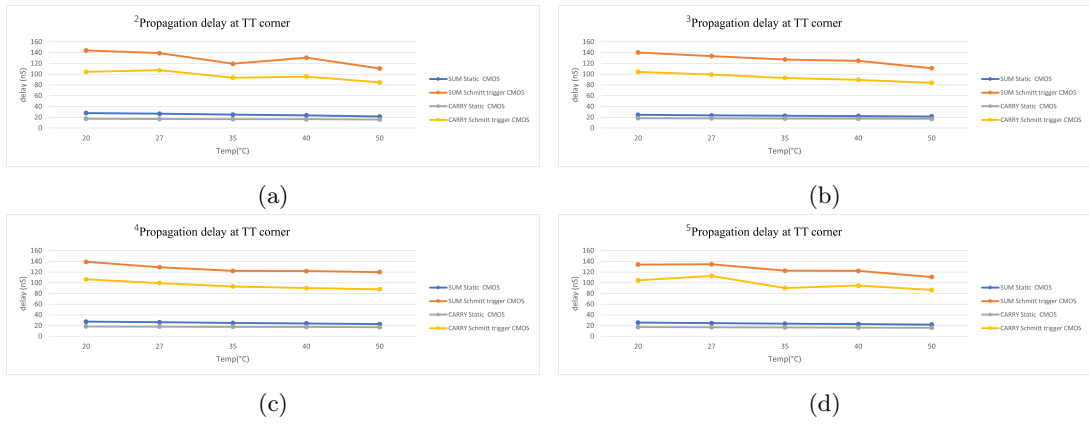 ²Propagation delay at TT corner
160
140
120
100
80
60
40
20
0
delay (nS)
20 27 35 40 50
Temp(°C)
SUM Static CMOS
SUM Schmitt trigger CMOS
CARRY Static CMOS
CARRY Schmitt trigger CMOS
(a)
³Propagation delay at TT corner
160
140
120
100
80
60
40
20
0
delay (nS)
20 27 35 40 50
Temp(°C)
SUM Static CMOS
SUM Schmitt trigger CMOS
CARRY Static CMOS
CARRY Schmitt trigger CMOS
(b)
⁴Propagation delay at TT corner
160
140
120
100
80
60
40
20
0
delay (nS)
20 27 35 40 50
Temp(°C)
SUM Static CMOS
SUM Schmitt trigger CMOS
CARRY Static CMOS
CARRY Schmitt trigger CMOS
(c)
⁵Propagation delay at TT corner
160
140
120
100
80
60
40
20
0
delay (nS)
20 27 35 40 50
Temp(°C)
SUM Static CMOS
SUM Schmitt trigger CMOS
CARRY Static CMOS
CARRY Schmitt trigger CMOS
(d)